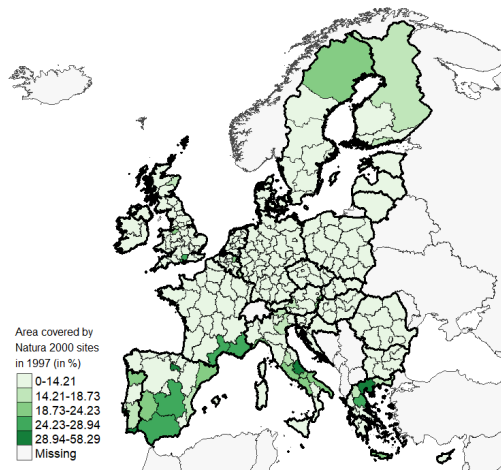 Area covered by
Natura 2000 sites
in 1997 (in %)
0-14.21
14.21-18.73
18.73-24.23
24.23-28.94
28.94-58.29
Missing